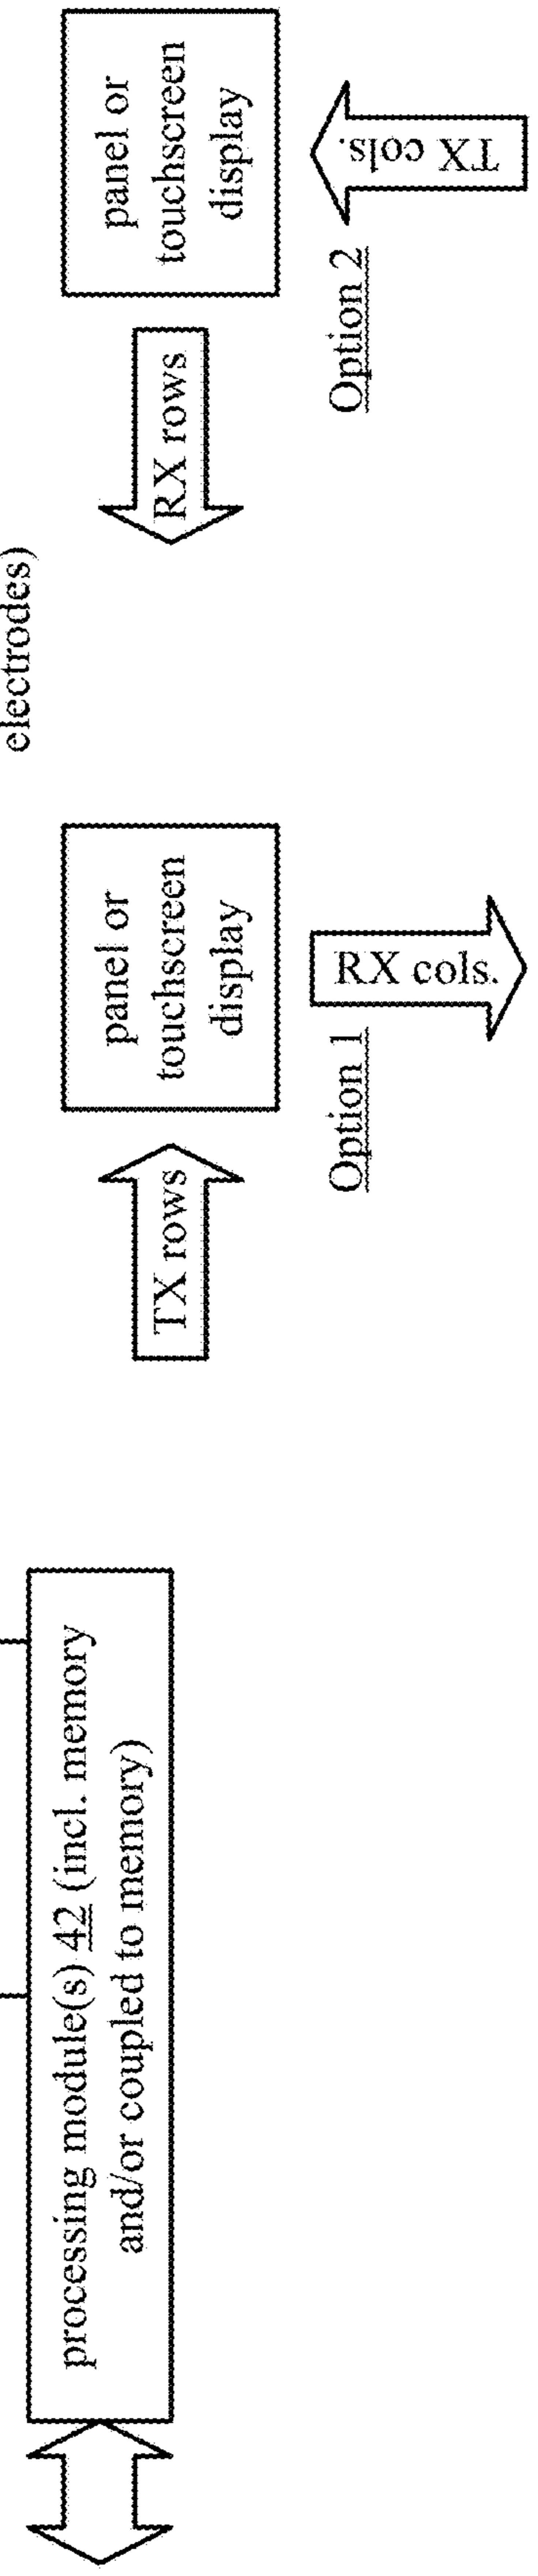 electrodes)
processing module(s) 42 (incl. memory
and/or coupled to memory)
TX rows
panel or
touchscreen
display
RX cols.
Option 1
RX rows
panel or
touchscreen
display
TX cols.
Option 2